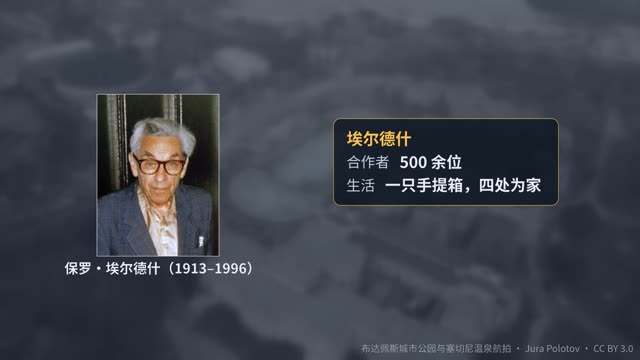 埃尔德什
合作者 500 余位
生活 一只手提箱，四处为家
保罗·埃尔德什（1913–1996）
布达佩斯城市公园与塞切尼温泉航拍 · Jura Polotov · CC BY 3.0